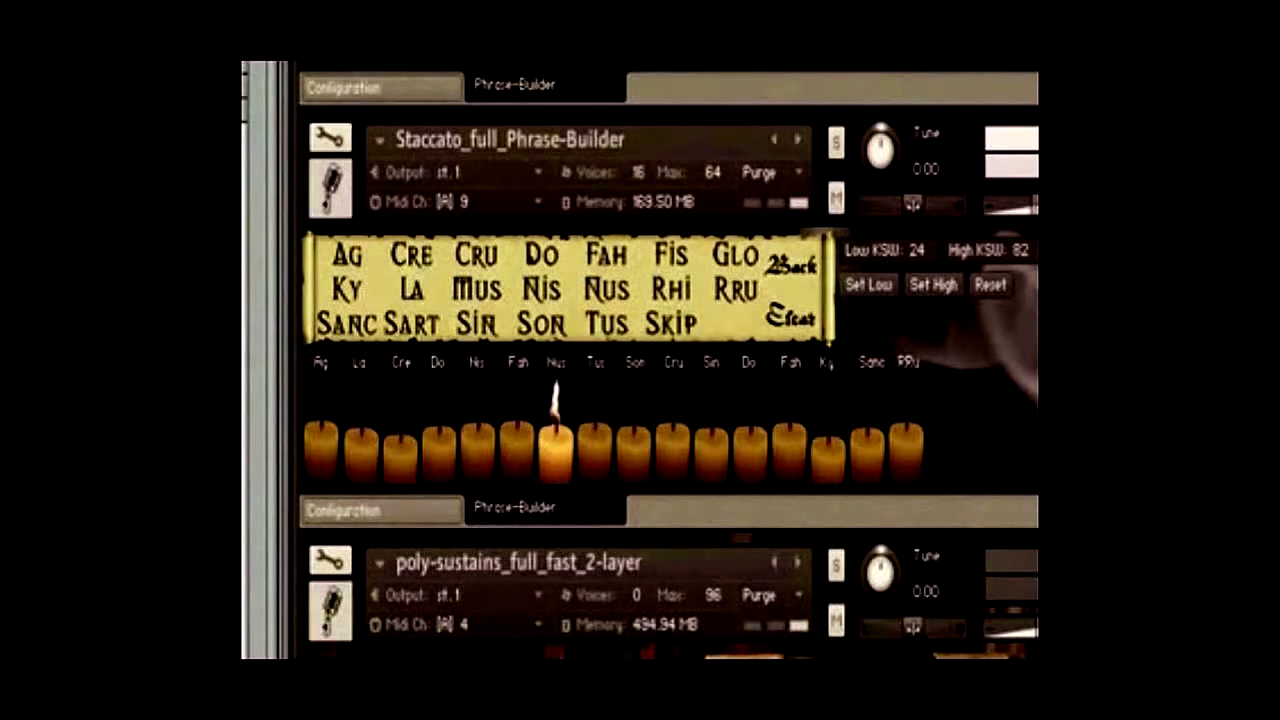 Configuration Phrase-Builder
Staccato_full_Phrase-Builder
S Tune
Output: st.1 Voices: 16 Max: 64 Purge 0.00
Midi Ch: [A] 9 Memory: 169.50 MB M
AG CRE CRU DO FAH FIS GLO Back
KY LA MUS NIS NUS RHI RRU
SANC SART SIN SON TUS SKIP Clear
Low KSW: 24 High KSW: 82
Set Low Set High Reset
Ag La Cre Do Nis Fah Nus Tus Son Cru Sin Do Fah Ky Sanc RRu
Configuration Phrase-Builder
poly-sustains_full_fast_2-layer
S Tune
Output: st.1 Voices: 0 Max: 96 Purge 0.00
Midi Ch: [A] 4 Memory: 494.94 MB M